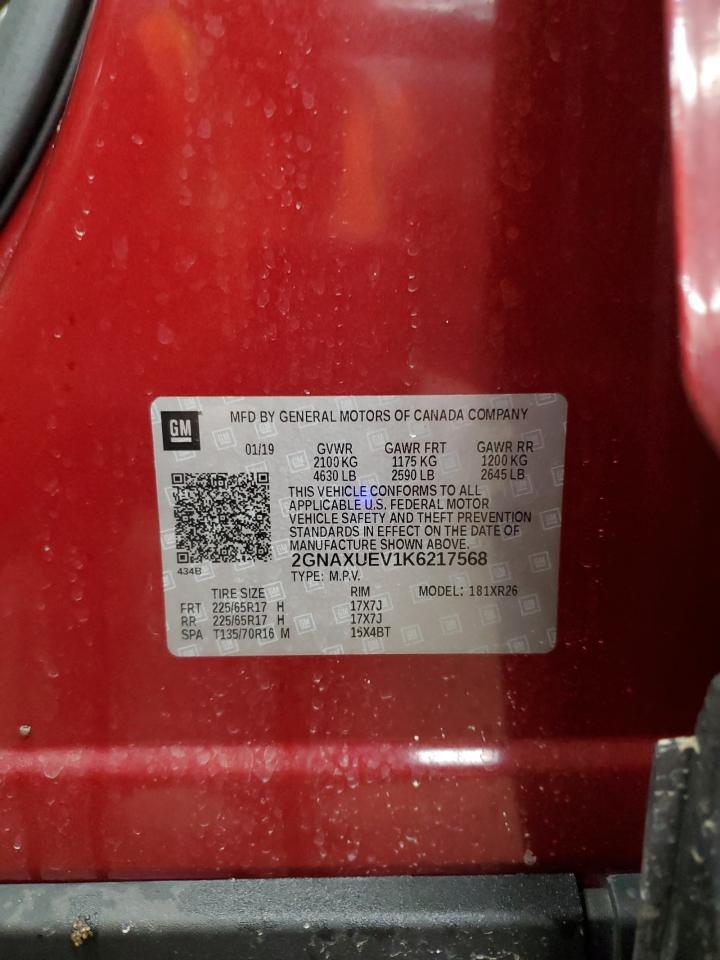 GM
MFD BY GENERAL MOTORS OF CANADA COMPANY
01/19 GVWR GAWR FRT GAWR RR
2100 KG 1175 KG 1200 KG
4630 LB 2590 LB 2645 LB
THIS VEHICLE CONFORMS TO ALL
APPLICABLE U.S. FEDERAL MOTOR
VEHICLE SAFETY AND THEFT PREVENTION
STANDARDS IN EFFECT ON THE DATE OF
MANUFACTURE SHOWN ABOVE.
2GNAXUEV1K6217568
434B
TYPE: M.P.V.
TIRE SIZE RIM MODEL: 181XR26
FRT 225/65R17 H 17X7J
RR 225/65R17 H 17X7J
SPA T135/70R16 M 16X4BT